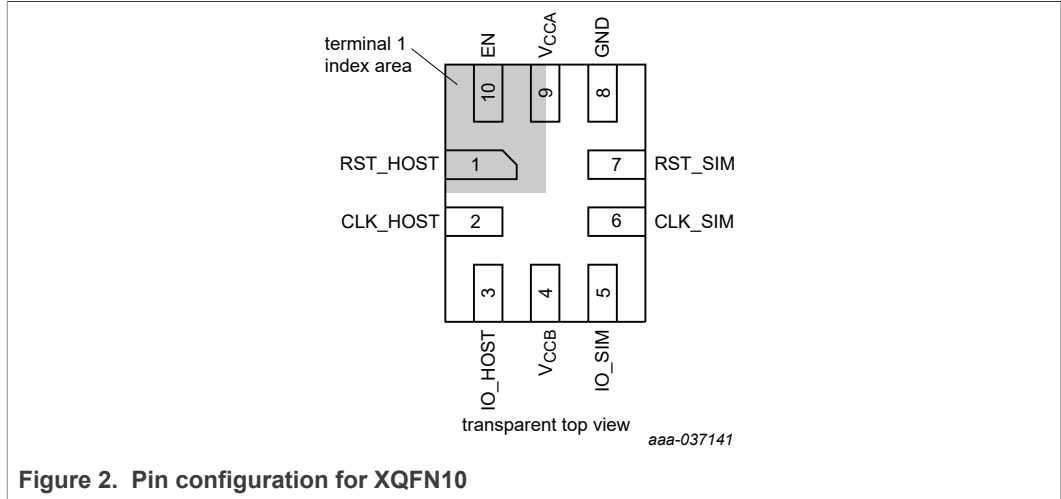 terminal 1
index area
EN
VCCA
GND
10
9
8
RST_HOST
1
7
RST_SIM
CLK_HOST
2
6
CLK_SIM
3
4
5
IO_HOST
VCCB
IO_SIM
transparent top view
aaa-037141
Figure 2. Pin configuration for XQFN10